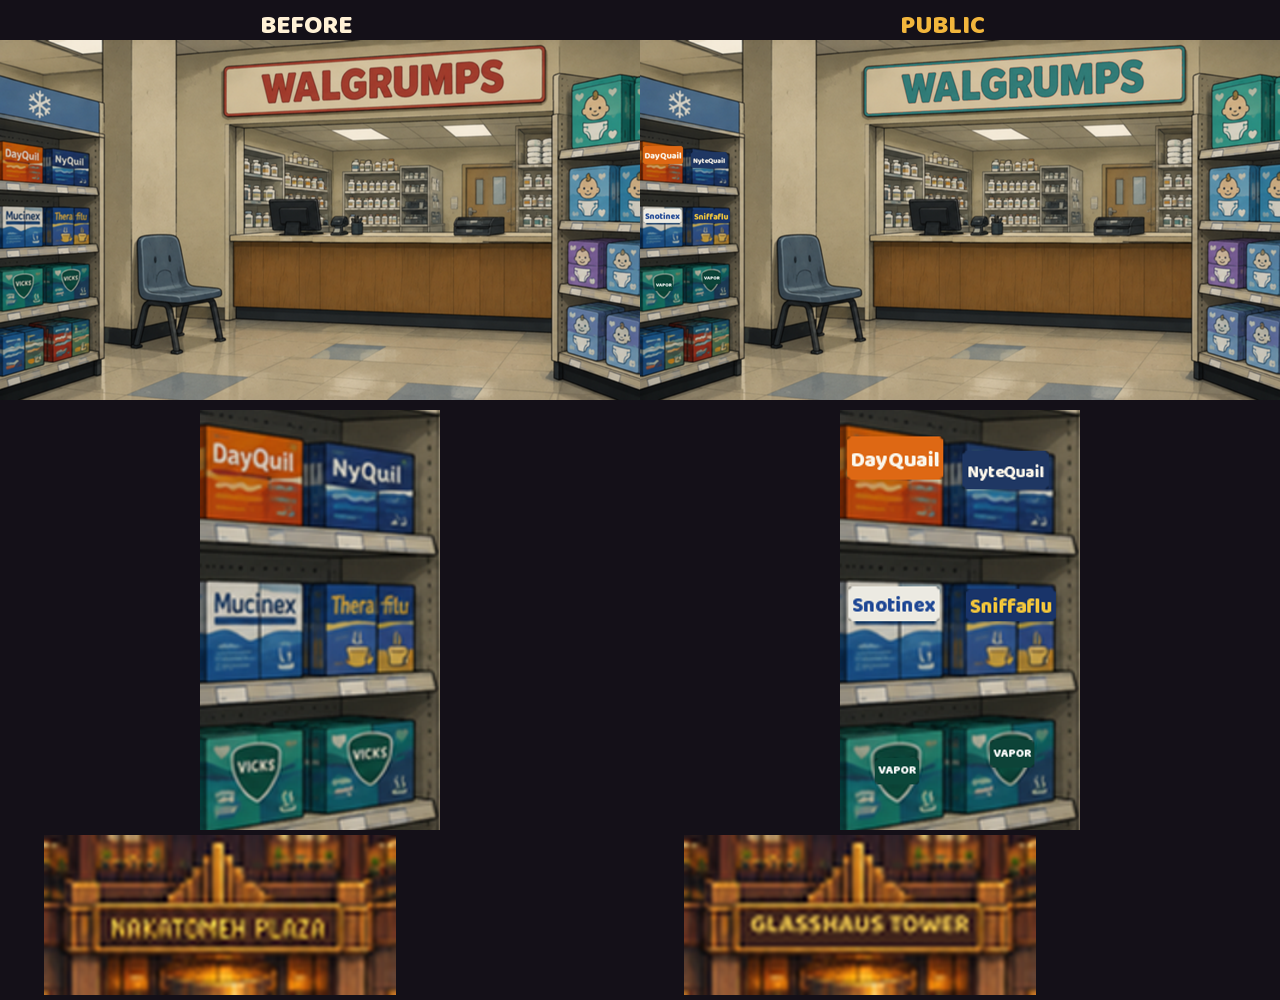 BEFORE
PUBLIC
WALGRUMPS
WALGRUMPS
DayQuil
NyQuil
DayQuail
NyteQuail
Mucinex
Thera flu
Snotinex
Sniffaflu
VICKS
VICKS
VAPOR
VAPOR
DayQuil
NyQuil
DayQuail
NyteQuail
Mucinex
Thera flu
Snotinex
Sniffaflu
VICKS
VICKS
VAPOR
VAPOR
NAKATOMEH PLAZA
GLASSHAUS TOWER